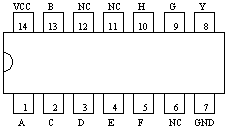 VCC B NC NC H G Y
14 13 12 11 10 9 8
1 2 3 4 5 6 7
A C D E F NC GND